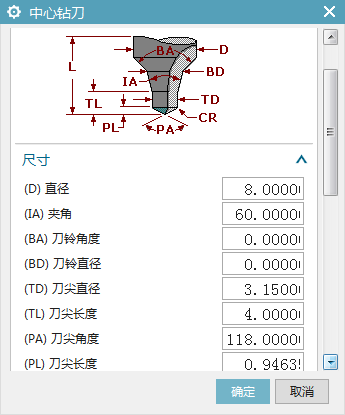 中心钻刀
L
BA
D
IA
BD
TL
TD
PL
CR
PA
尺寸
(D) 直径 8.0000
(IA) 夹角 60.0000
(BA) 刀铃角度 0.0000
(BD) 刀铃直径 0.0000
(TD) 刀尖直径 3.1500
(TL) 刀尖长度 4.0000
(PA) 刀尖角度 118.0000
(PL) 刀尖长度 0.9463
确定 取消